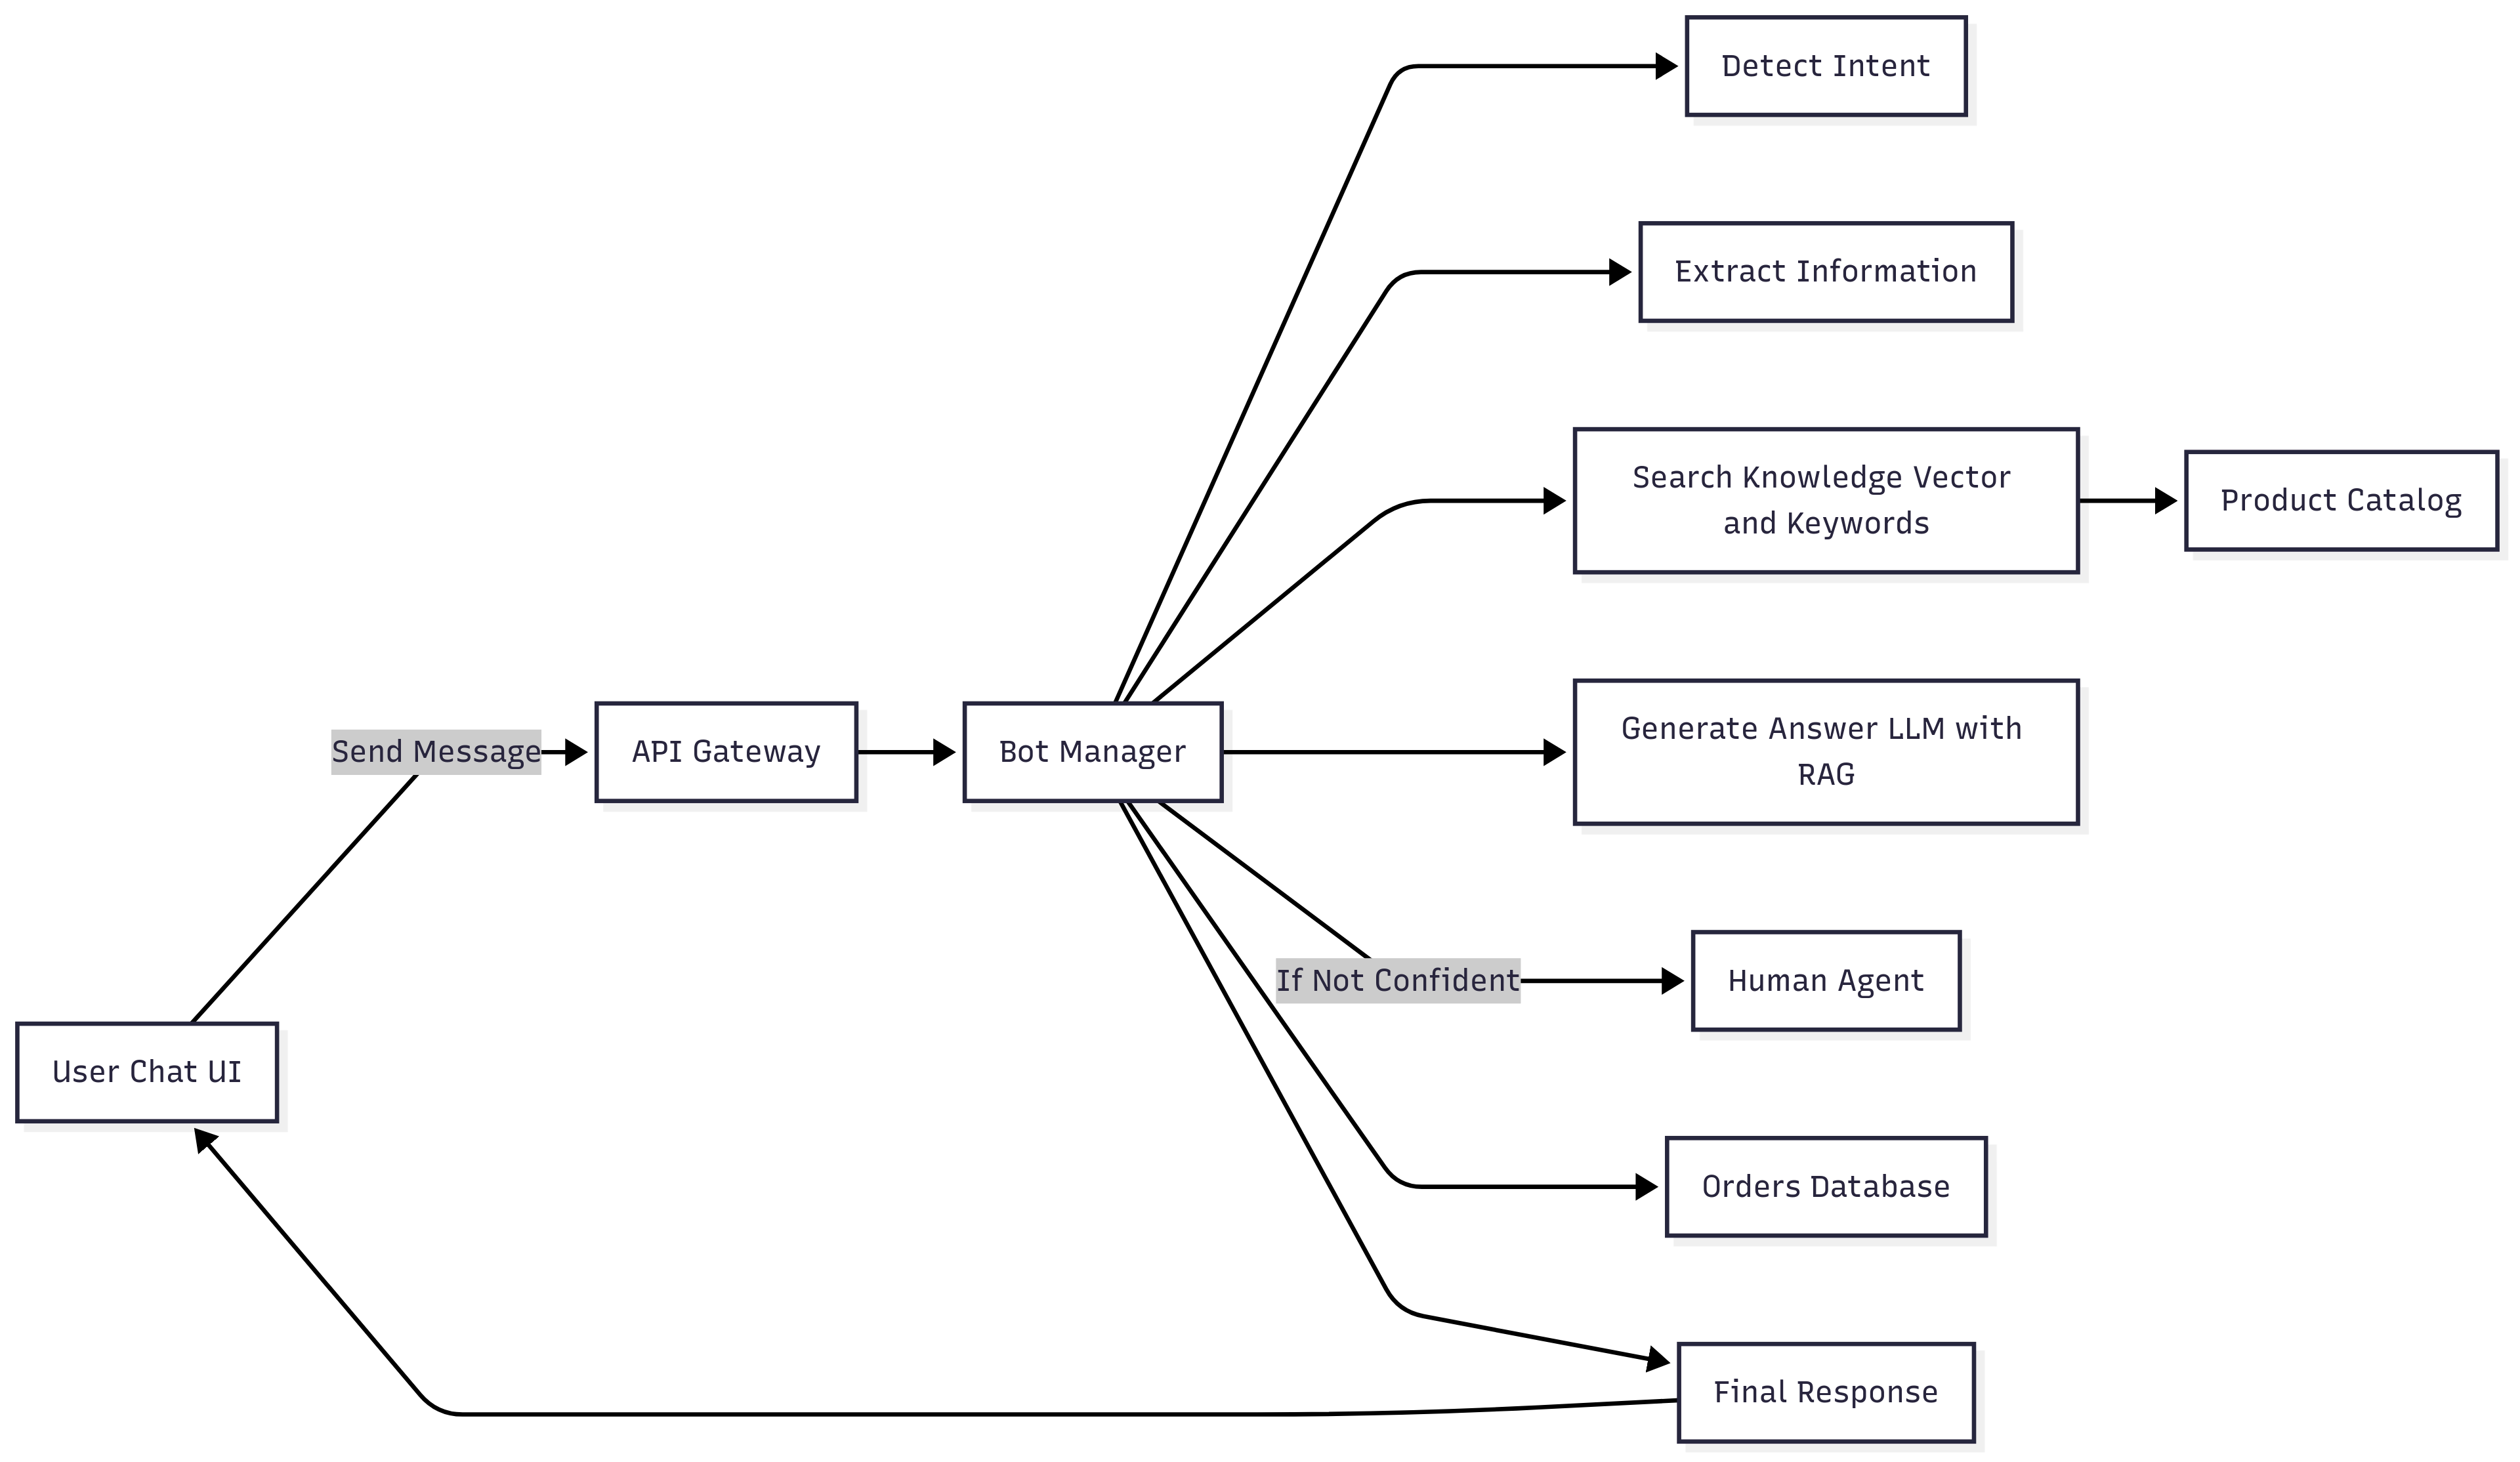 Detect Intent
Extract Information
Search Knowledge Vector
and Keywords
Product Catalog
Send Message
API Gateway
Bot Manager
Generate Answer LLM with
RAG
If Not Confident
Human Agent
User Chat UI
Orders Database
Final Response